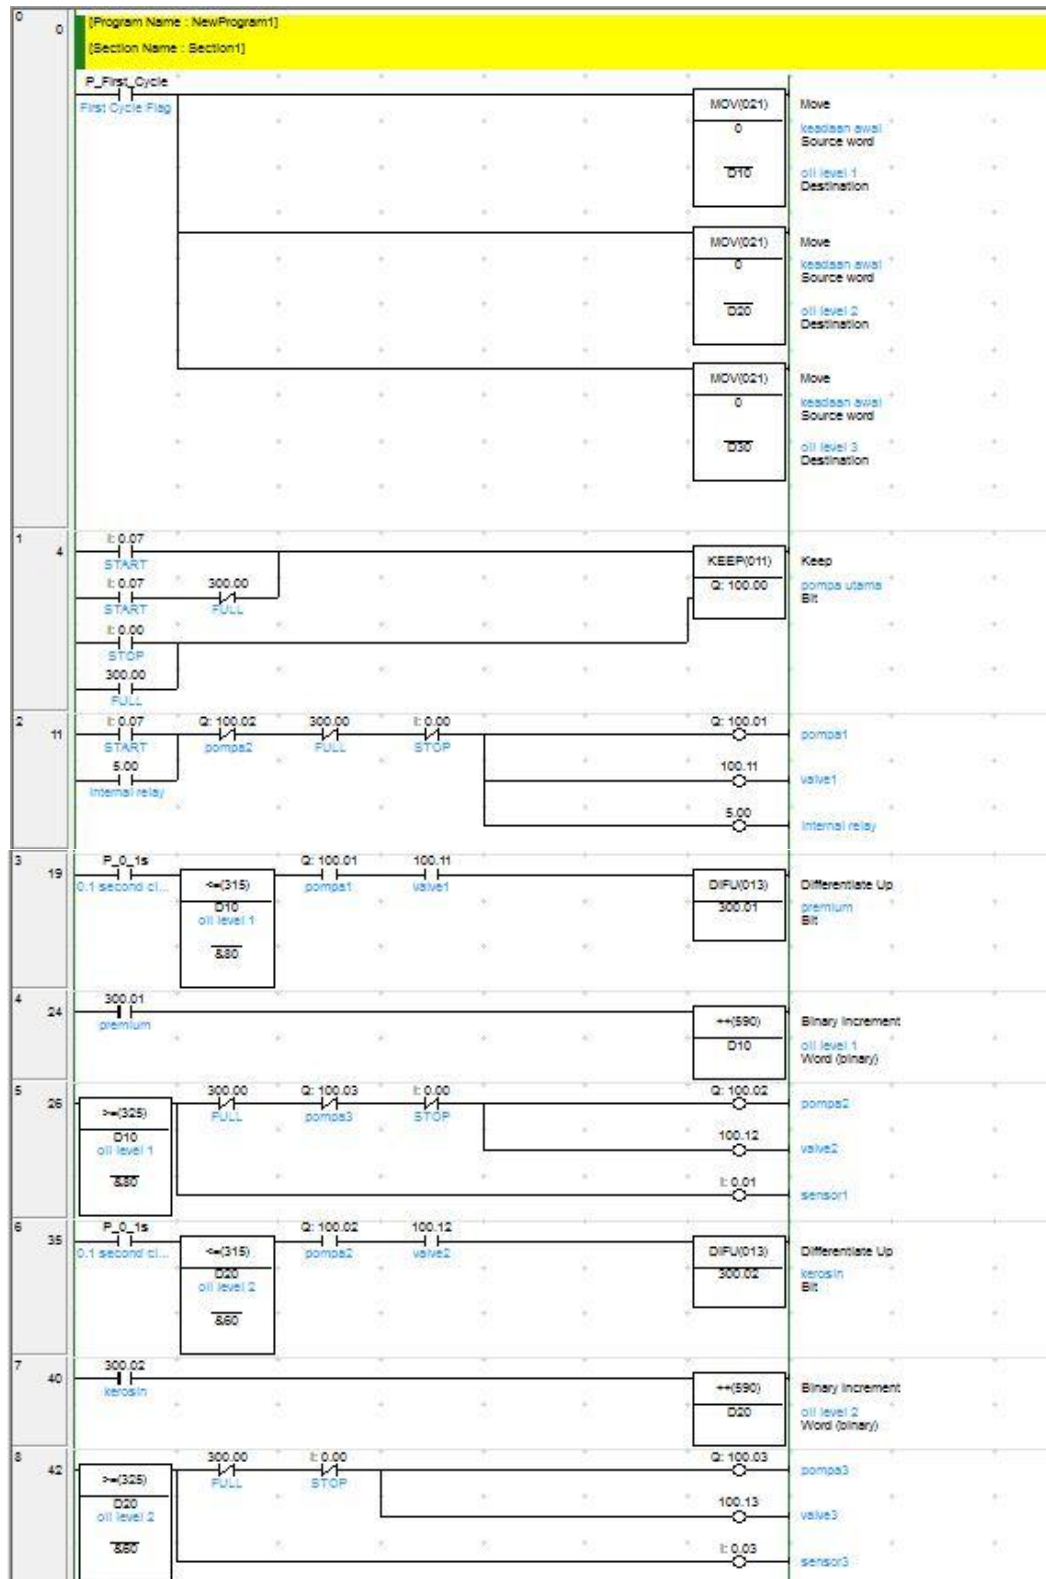 0
0
[Program Name : NewProgram1]
[Section Name : Section1]
P_First_Cycle
First Cycle Flag
MOV(021)
Move
0
keadaan awal
Source word
D10
oil level 1
Destination
MOV(021)
Move
0
keadaan awal
Source word
D20
oil level 2
Destination
MOV(021)
Move
0
keadaan awal
Source word
D30
oil level 3
Destination
1
4
I: 0.07
START
KEEP(011)
Keep
I: 0.07
300.00
Q: 100.00
pompa utama
Bit
START
FULL
I: 0.00
STOP
300.00
FULL
2
11
I: 0.07
Q: 100.02
300.00
I: 0.00
Q: 100.01
START
pompa2
FULL
STOP
pompa1
5.00
100.11
Internal relay
valve1
5.00
Internal relay
3
19
P_0_1s
Q: 100.01
100.11
0.1 second cl...
<=(315)
pompa1
valve1
DIFU(013)
Differentiate Up
D10
oil level 1
300.01
premium
Bit
&80
4
24
300.01
premium
++(590)
Binary Increment
D10
oil level 1
Word (binary)
5
26
300.00
Q: 100.03
I: 0.00
Q: 100.02
>=(325)
FULL
pompa3
STOP
pompa2
D10
oil level 1
100.12
valve2
&80
I: 0.01
sensor1
6
35
P_0_1s
Q: 100.02
100.12
0.1 second cl...
<=(315)
pompa2
valve2
DIFU(013)
Differentiate Up
D20
oil level 2
300.02
kerosin
Bit
&60
7
40
300.02
kerosin
++(590)
Binary Increment
D20
oil level 2
Word (binary)
8
42
300.00
I: 0.00
Q: 100.03
>=(325)
FULL
STOP
pompa3
D20
oil level 2
100.13
valve3
&60
I: 0.03
sensor3